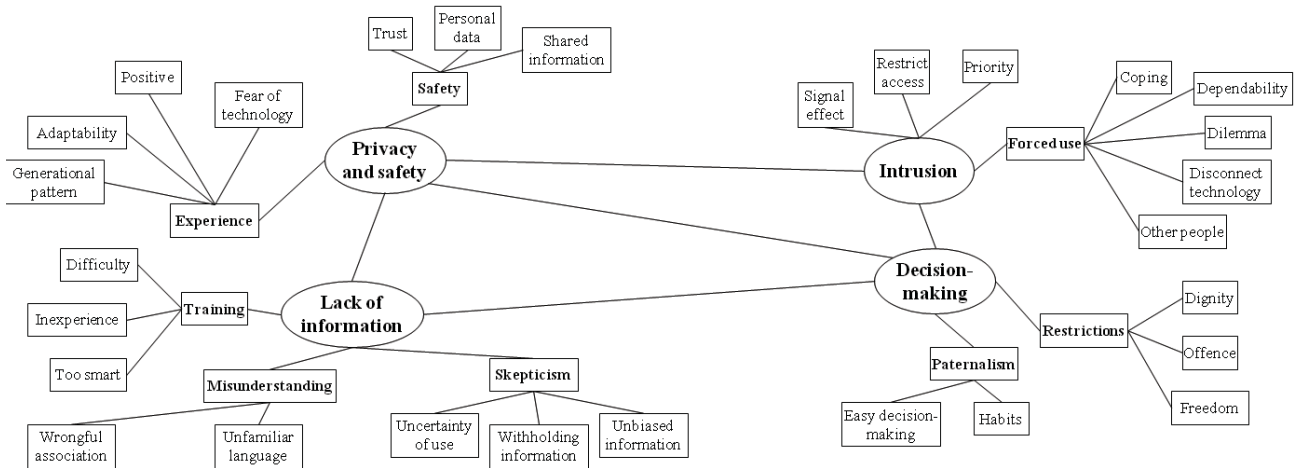 Trust
Personal
data
Shared
information
Safety
Positive
Fear of
technology
Adaptability
Generational
pattern
Experience
Privacy
and safety
Signal
effect
Restrict
access
Priority
Intrusion
Forced use
Coping
Dependability
Dilemma
Disconnect
technology
Other people
Difficulty
Inexperience
Too smart
Training
Lack of
information
Misunderstanding
Wrongful
association
Unfamiliar
language
Skepticism
Uncertainty
of use
Withholding
information
Unbiased
information
Decision-
making
Paternalism
Easy decision-
making
Habits
Restrictions
Dignity
Offence
Freedom